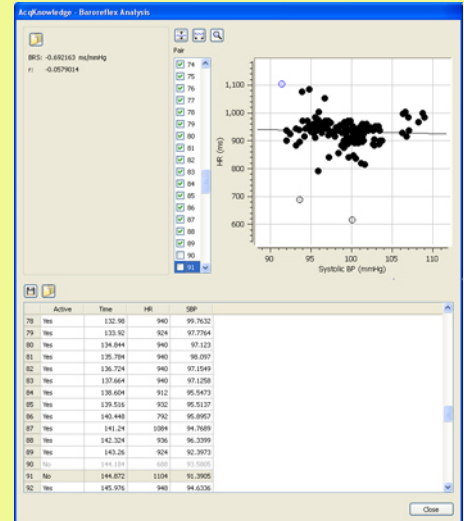 AcqKnowledge - Baroreflex Analysis
BRS: -0.692163 ms/mmHg
r: -0.0579014
Pair
74
75
76
77
78
79
80
81
82
83
84
85
86
87
88
89
90
91
HR (ms)
1,100
1,000
900
800
700
600
90 95 100 105 110
Systolic BP (mmHg)
Active Time HR SBP
78 Yes 132.98 940 99.7632
79 Yes 133.92 924 97.7764
80 Yes 134.844 940 97.123
81 Yes 135.784 940 98.097
82 Yes 136.724 940 97.1549
83 Yes 137.664 940 97.1258
84 Yes 138.604 912 95.5473
85 Yes 139.516 932 95.5137
86 Yes 140.448 792 95.8957
87 Yes 141.24 1084 94.7689
88 Yes 142.324 936 96.3399
89 Yes 143.26 924 92.3973
90 No 144.184 688 93.5805
91 No 144.872 1104 91.3905
92 Yes 145.976 948 94.6336
Close